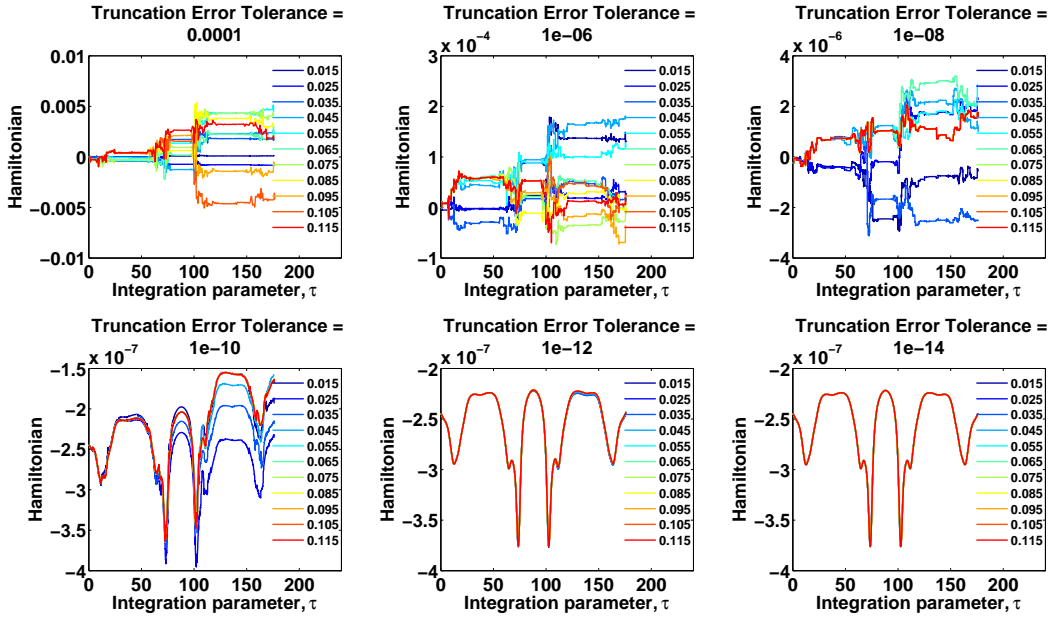 Truncation Error Tolerance =
0.0001
0.01
0.005
0
−0.005
−0.01
Hamiltonian
0 50 100 150 200
Integration parameter, τ
0.015
0.025
0.035
0.045
0.055
0.065
0.075
0.085
0.095
0.105
0.115
Truncation Error Tolerance =
1e−06
x 10−4
3
2
1
0
−1
Hamiltonian
0 50 100 150 200
Integration parameter, τ
0.015
0.025
0.035
0.045
0.055
0.065
0.075
0.085
0.095
0.105
0.115
Truncation Error Tolerance =
1e−08
x 10−6
4
2
0
−2
−4
Hamiltonian
0 50 100 150 200
Integration parameter, τ
0.015
0.025
0.035
0.045
0.055
0.065
0.075
0.085
0.095
0.105
0.115
Truncation Error Tolerance =
1e−10
x 10−7
−1.5
−2
−2.5
−3
−3.5
−4
Hamiltonian
0 50 100 150 200
Integration parameter, τ
0.015
0.025
0.035
0.045
0.055
0.065
0.075
0.085
0.095
0.105
0.115
Truncation Error Tolerance =
1e−12
x 10−7
−2
−2.5
−3
−3.5
−4
Hamiltonian
0 50 100 150 200
Integration parameter, τ
0.015
0.025
0.035
0.045
0.055
0.065
0.075
0.085
0.095
0.105
0.115
Truncation Error Tolerance =
1e−14
x 10−7
−2
−2.5
−3
−3.5
−4
Hamiltonian
0 50 100 150 200
Integration parameter, τ
0.015
0.025
0.035
0.045
0.055
0.065
0.075
0.085
0.095
0.105
0.115